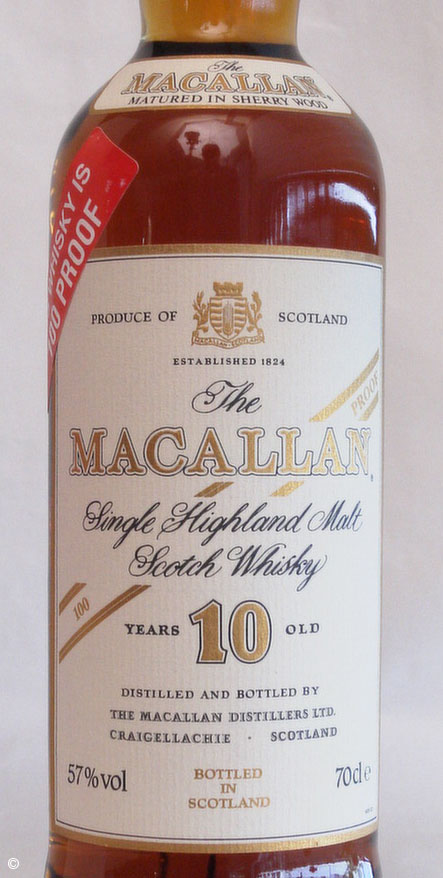 The
MACALLAN
MATURED IN SHERRY WOOD
WHISKY IS
100 PROOF
PRODUCE OF SCOTLAND
MACALLAN-SCOTLAND
ESTABLISHED 1824
The
PROOF
MACALLAN
Single Highland Malt
Scotch Whisky
100
YEARS 10 OLD
DISTILLED AND BOTTLED BY
THE MACALLAN DISTILLERS LTD.
CRAIGELLACHIE · SCOTLAND
57%vol 70cl e
BOTTLED
IN
SCOTLAND
©